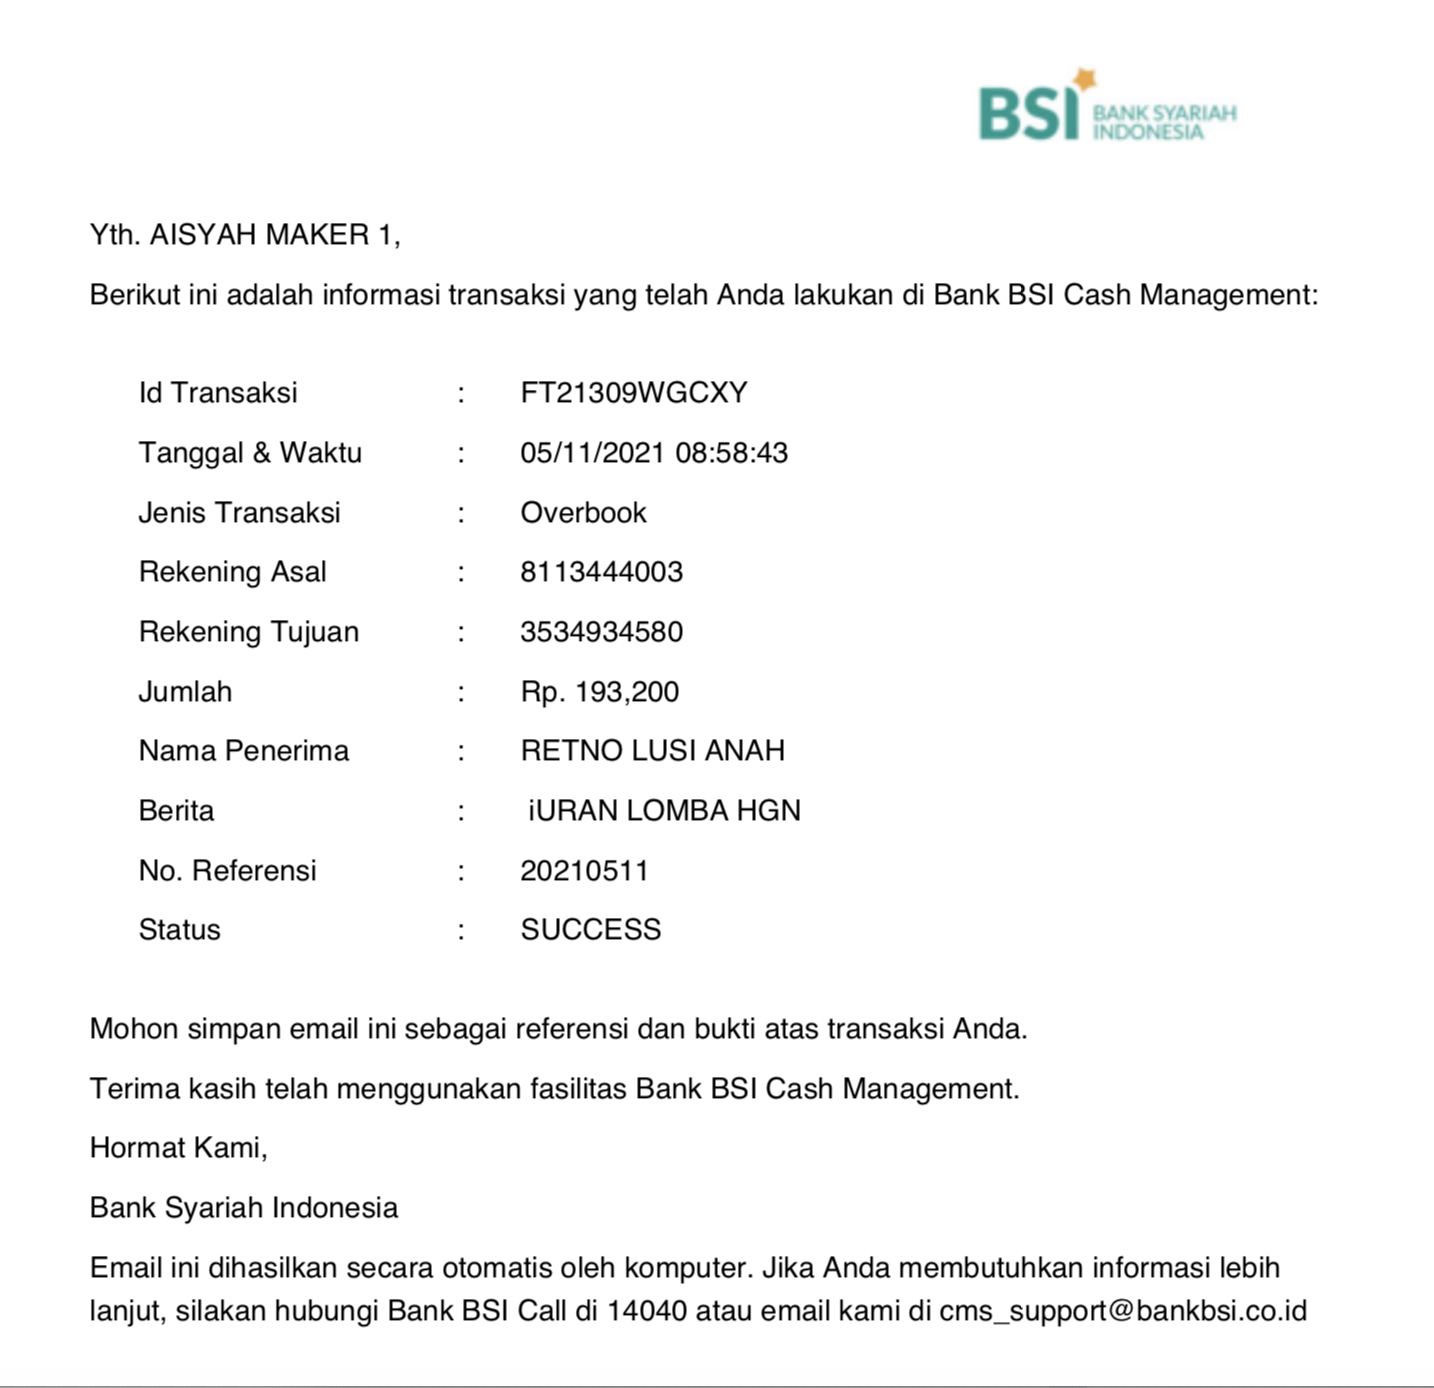 BSI BANK SYARIAH
INDONESIA
Yth. AISYAH MAKER 1,
Berikut ini adalah informasi transaksi yang telah Anda lakukan di Bank BSI Cash Management:
Id Transaksi : FT21309WGCXY
Tanggal & Waktu : 05/11/2021 08:58:43
Jenis Transaksi : Overbook
Rekening Asal : 8113444003
Rekening Tujuan : 3534934580
Jumlah : Rp. 193,200
Nama Penerima : RETNO LUSI ANAH
Berita : iURAN LOMBA HGN
No. Referensi : 20210511
Status : SUCCESS
Mohon simpan email ini sebagai referensi dan bukti atas transaksi Anda.
Terima kasih telah menggunakan fasilitas Bank BSI Cash Management.
Hormat Kami,
Bank Syariah Indonesia
Email ini dihasilkan secara otomatis oleh komputer. Jika Anda membutuhkan informasi lebih
lanjut, silakan hubungi Bank BSI Call di 14040 atau email kami di cms_support@bankbsi.co.id